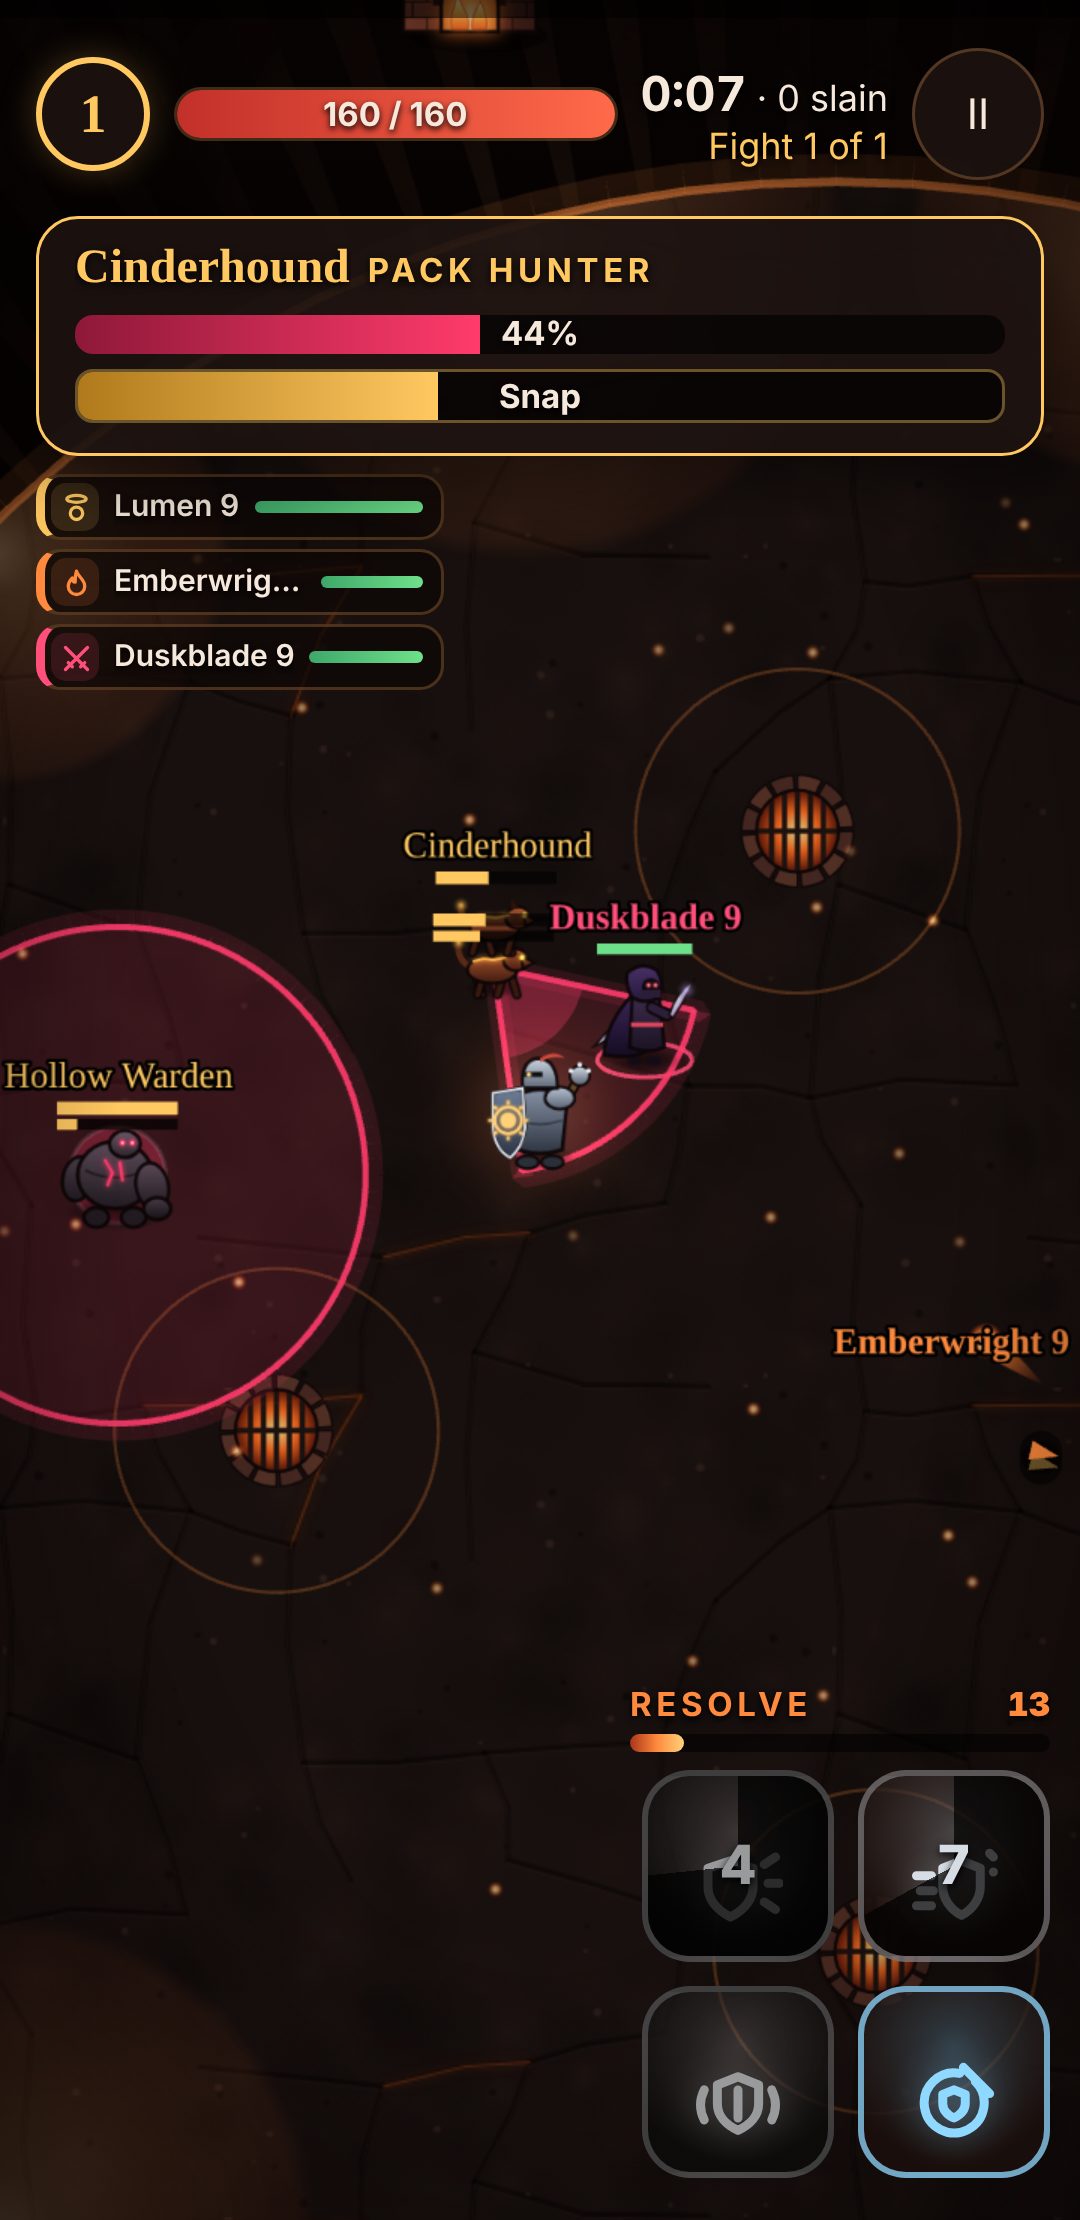 1
160 / 160
0:07 · 0 slain
Fight 1 of 1
Cinderhound PACK HUNTER
44%
Snap
Lumen 9
Emberwrig...
Duskblade 9
Cinderhound
Duskblade 9
Hollow Warden
Emberwright 9
RESOLVE 13
4
7